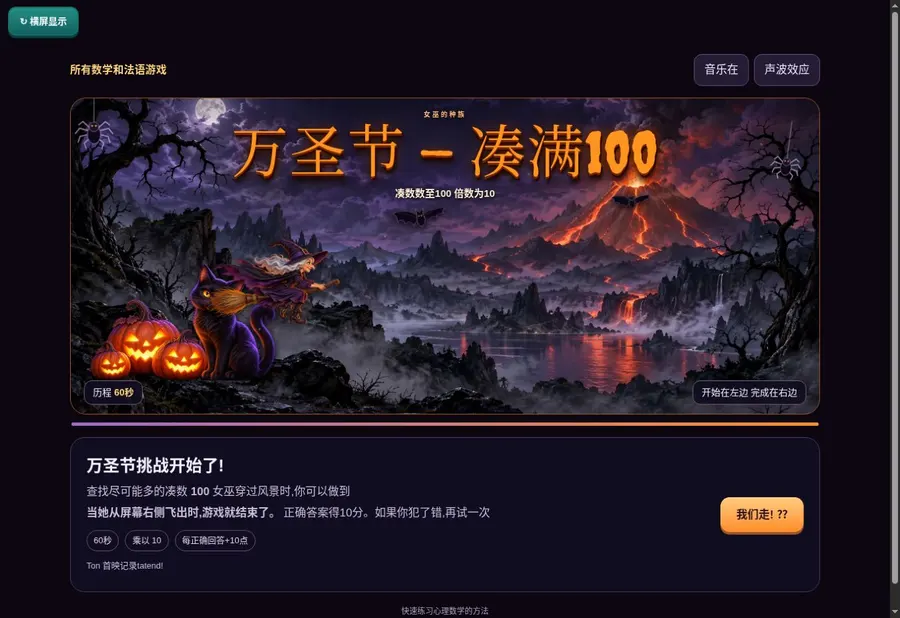 ↻ 横屏显示
所有数学和法语游戏
音乐在
声波效应
女巫的种族
万圣节 – 凑满100
凑数数至100 倍数为10
历程 60秒
开始在左边 完成在右边
万圣节挑战开始了!
查找尽可能多的凑数 100 女巫穿过风景时,你可以做到
当她从屏幕右侧飞出时,游戏就结束了。 正确答案得10分。如果你犯了错,再试一次
我们走! ??
60秒
乘以 10
每正确回答+10点
Ton 首映记录tatend!
快速练习心理数学的方法